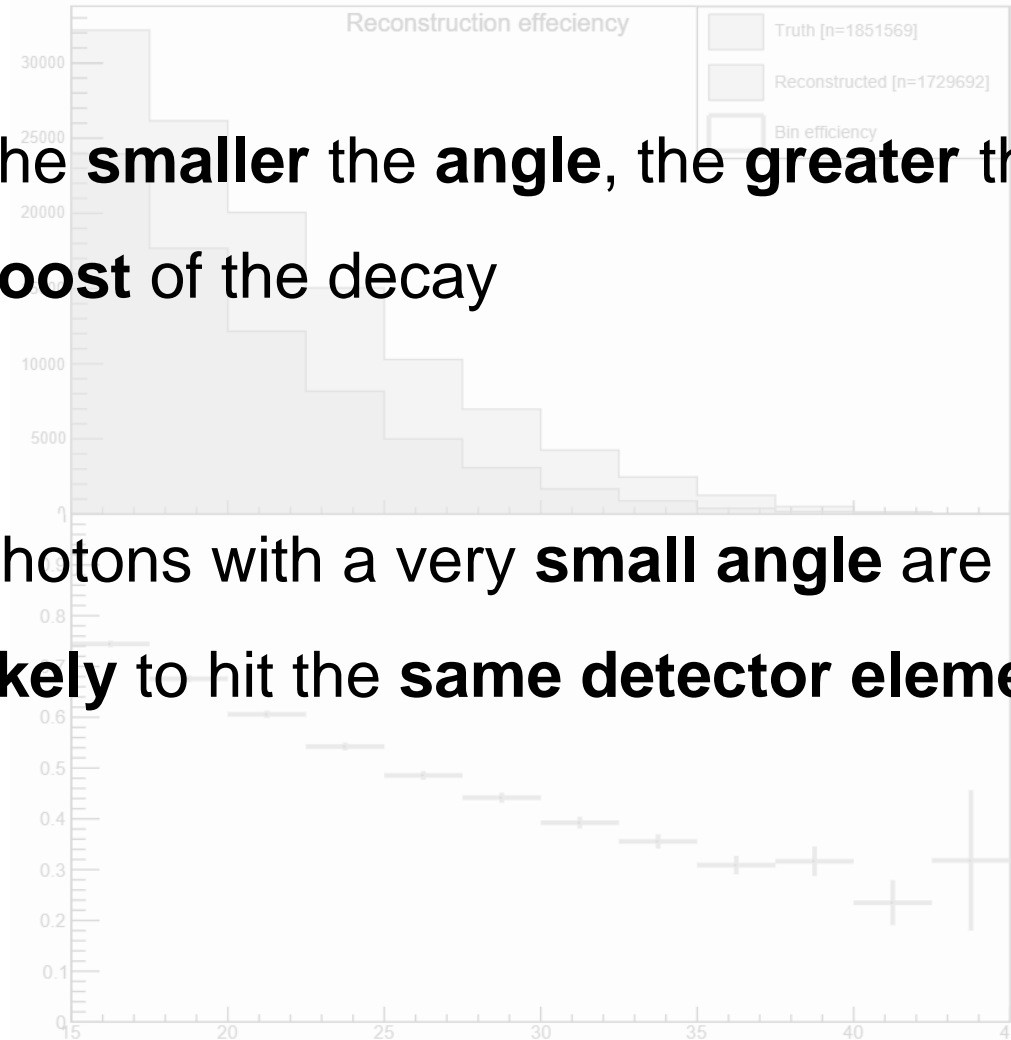 Reconstruction effeciency
Truth [n=1851569]
Reconstructed [n=1729692]
Bin efficiency
30000
25000
he smaller the angle, the greater th
20000
oost of the decay
10000
5000
0
hotons with a very small angle are
0.8
kely to hit the same detector eleme
0.6
0.5
0.4
0.3
0.2
0.1
0
15 20 25 30 35 40 4